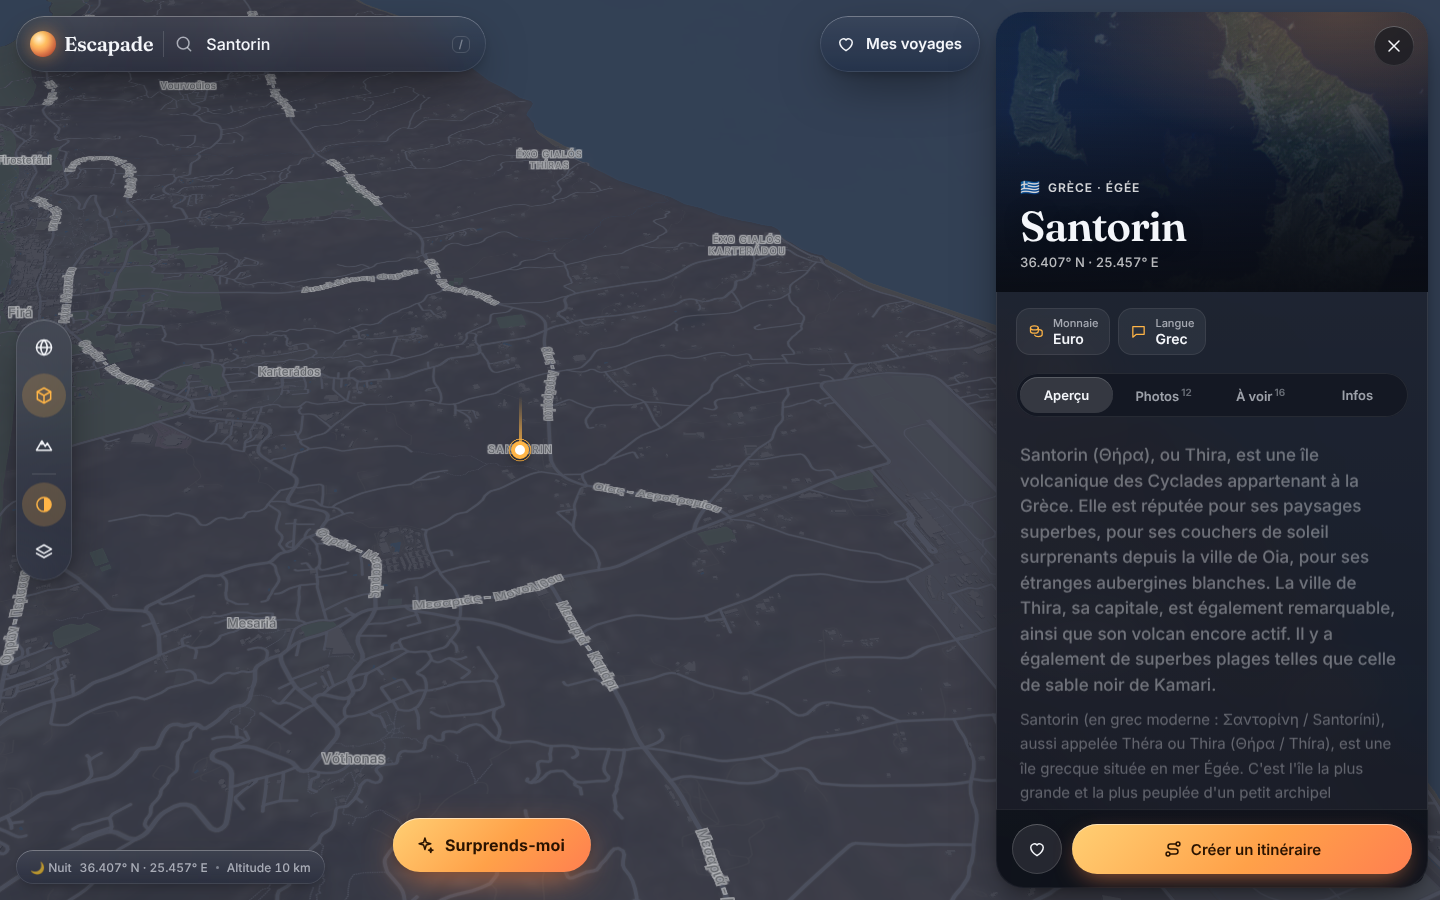 Escapade
Santorin
/
Mes voyages
Vourvoúlos
Firostefáni
ÉXO GIALÓS
THÍRAS
ÉXO GIALÓS
KARTERÁDOU
Firá
Karterádos
Mesariá
Vóthonas
Surprends-moi
🌙 Nuit 36.407° N · 25.457° E • Altitude 10 km
🇬🇷 GRÈCE · ÉGÉE
Santorin
36.407° N · 25.457° E
Monnaie
Euro
Langue
Grec
Aperçu
Photos 12
À voir 16
Infos
Santorin (Θήρα), ou Thira, est une île
volcanique des Cyclades appartenant à la
Grèce. Elle est réputée pour ses paysages
superbes, pour ses couchers de soleil
surprenants depuis la ville de Oia, pour ses
étranges aubergines blanches. La ville de
Thira, sa capitale, est également remarquable,
ainsi que son volcan encore actif. Il y a
également de superbes plages telles que celle
de sable noir de Kamari.
Santorin (en grec moderne : Σαντορίνη / Santoríni),
aussi appelée Théra ou Thira (Θήρα / Thíra), est une
île grecque située en mer Égée. C'est l'île la plus
grande et la plus peuplée d'un petit archipel
Créer un itinéraire